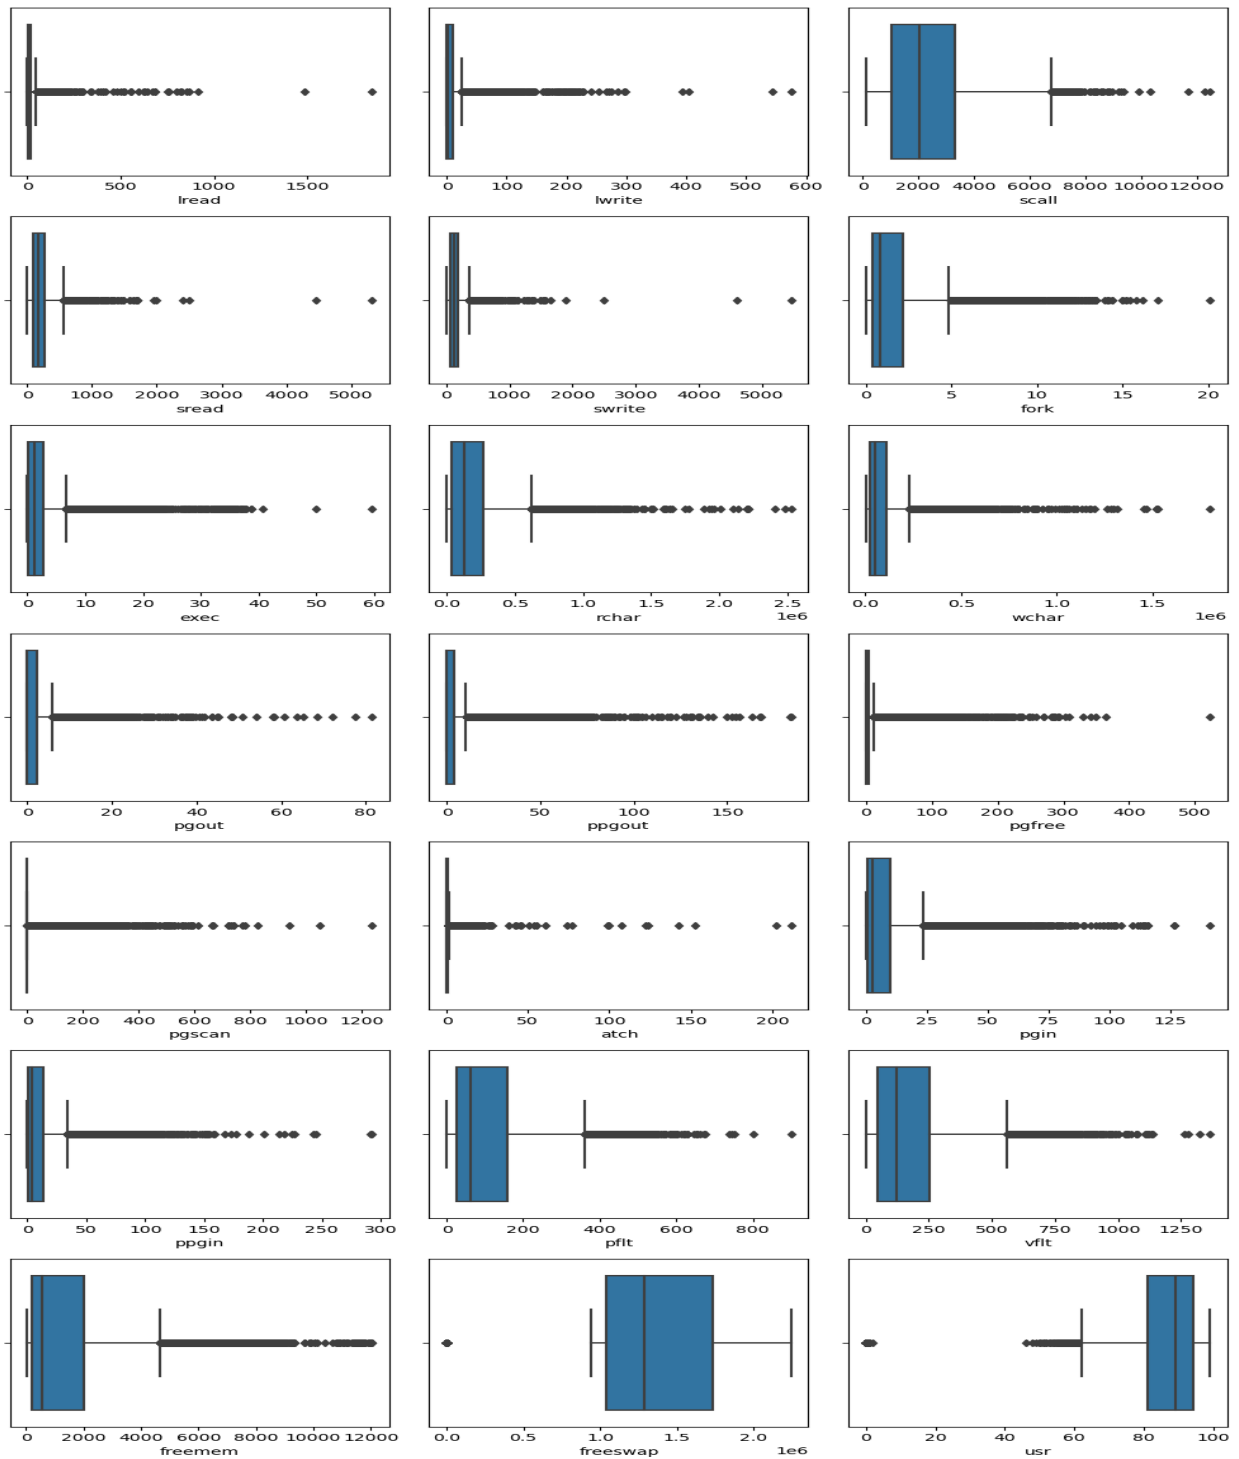 0 500 1000 1500
lread
0 100 200 300 400 500 600
lwrite
0 2000 4000 6000 8000 10000 12000
scall
0 1000 2000 3000 4000 5000
sread
0 1000 2000 3000 4000 5000
swrite
0 5 10 15 20
fork
0 10 20 30 40 50 60
exec
0.0 0.5 1.0 1.5 2.0 2.5
rchar 1e6
0.0 0.5 1.0 1.5
wchar 1e6
0 20 40 60 80
pgout
0 50 100 150
ppgout
0 100 200 300 400 500
pgfree
0 200 400 600 800 1000 1200
pgscan
0 50 100 150 200
atch
0 25 50 75 100 125
pgin
0 50 100 150 200 250 300
ppgin
0 200 400 600 800
pflt
0 250 500 750 1000 1250
vflt
0 2000 4000 6000 8000 10000 12000
freemem
0.0 0.5 1.0 1.5 2.0
freeswap 1e6
0 20 40 60 80 100
usr